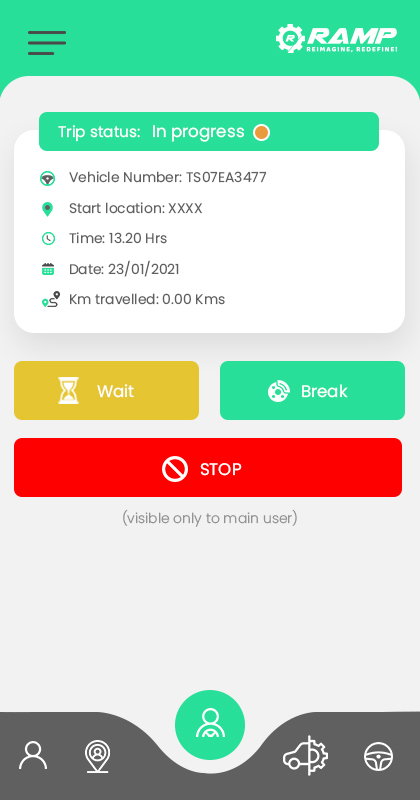 RAMP
REIMAGINE, REDEFINE!
Trip status: In progress
Vehicle Number: TS07EA3477
Start location: XXXX
Time: 13.20 Hrs
Date: 23/01/2021
Km travelled: 0.00 Kms
Wait
Break
STOP
(visible only to main user)